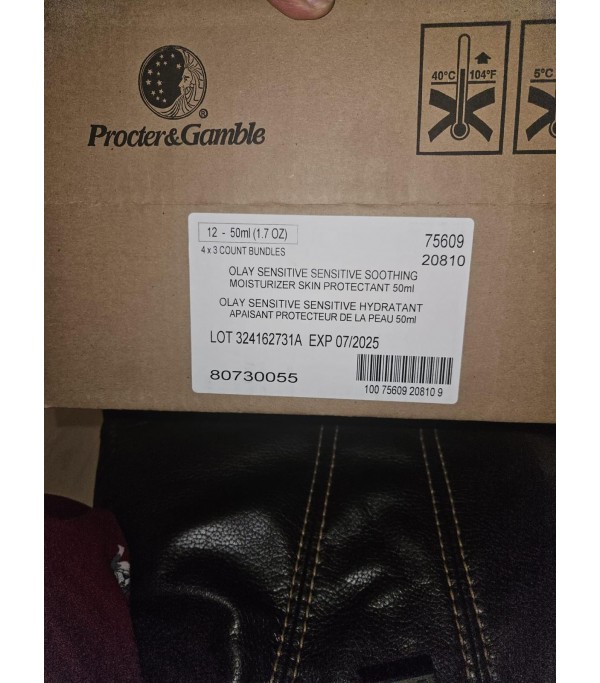 Procter&Gamble
®
40°C 104°F
5°C
12 - 50ml (1.7 OZ)
4 x 3 COUNT BUNDLES
75609
20810
OLAY SENSITIVE SENSITIVE SOOTHING
MOISTURIZER SKIN PROTECTANT 50ml
OLAY SENSITIVE SENSITIVE HYDRATANT
APAISANT PROTECTEUR DE LA PEAU 50ml
LOT 324162731A EXP 07/2025
80730055
100 75609 20810 9